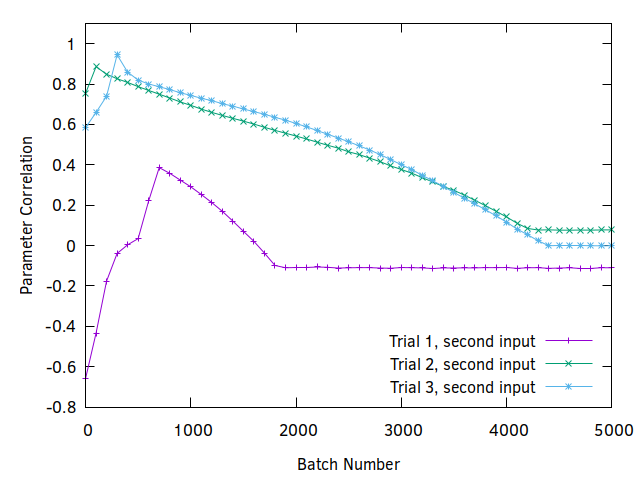 1
0.8
0.6
0.4
0.2
0
-0.2
-0.4
-0.6
-0.8
Parameter Correlation
Trial 1, second input
Trial 2, second input
Trial 3, second input
0 1000 2000 3000 4000 5000
Batch Number